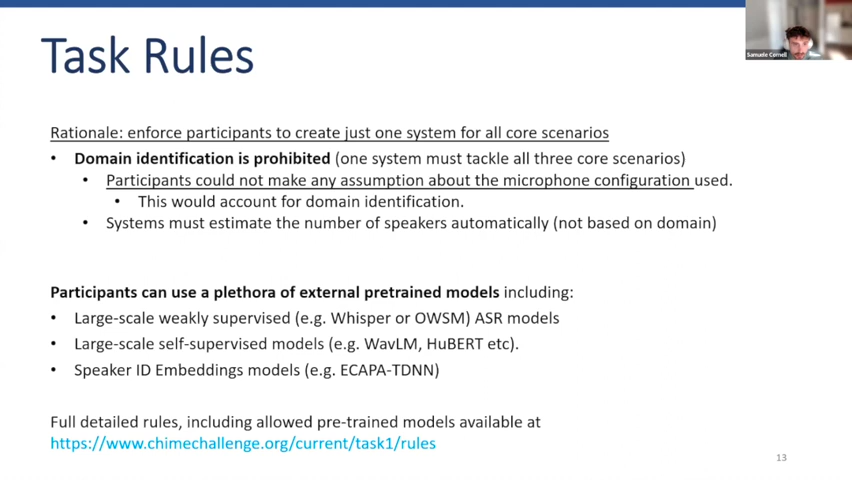 Samuele Cornell
Task Rules
Rationale: enforce participants to create just one system for all core scenarios
• Domain identification is prohibited (one system must tackle all three core scenarios)
• Participants could not make any assumption about the microphone configuration used.
• This would account for domain identification.
• Systems must estimate the number of speakers automatically (not based on domain)
Participants can use a plethora of external pretrained models including:
• Large-scale weakly supervised (e.g. Whisper or OWSM) ASR models
• Large-scale self-supervised models (e.g. WavLM, HuBERT etc).
• Speaker ID Embeddings models (e.g. ECAPA-TDNN)
Full detailed rules, including allowed pre-trained models available at
https://www.chimechallenge.org/current/task1/rules
13